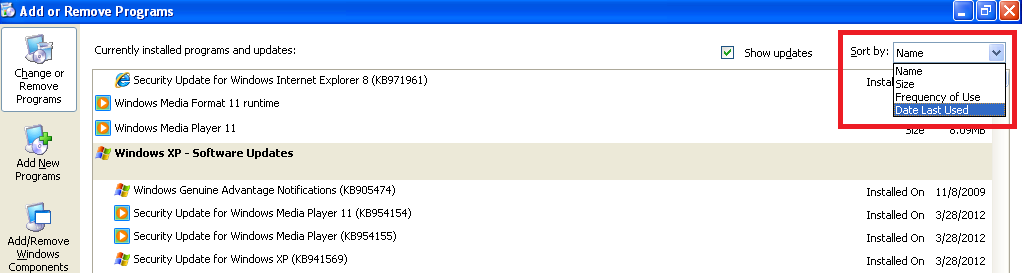 Add or Remove Programs
Change or
Remove
Programs
Add New
Programs
Add/Remove
Windows
Components
Currently installed programs and updates:
Show updates
Sort by:
Name
Name
Size
Frequency of Use
Date Last Used
Security Update for Windows Internet Explorer 8 (KB971961)
Windows Media Format 11 runtime
Windows Media Player 11
Size 8.09MB
Windows XP - Software Updates
Windows Genuine Advantage Notifications (KB905474) Installed On 11/8/2009
Security Update for Windows Media Player 11 (KB954154) Installed On 3/28/2012
Security Update for Windows Media Player (KB954155) Installed On 3/28/2012
Security Update for Windows XP (KB941569) Installed On 3/28/2012